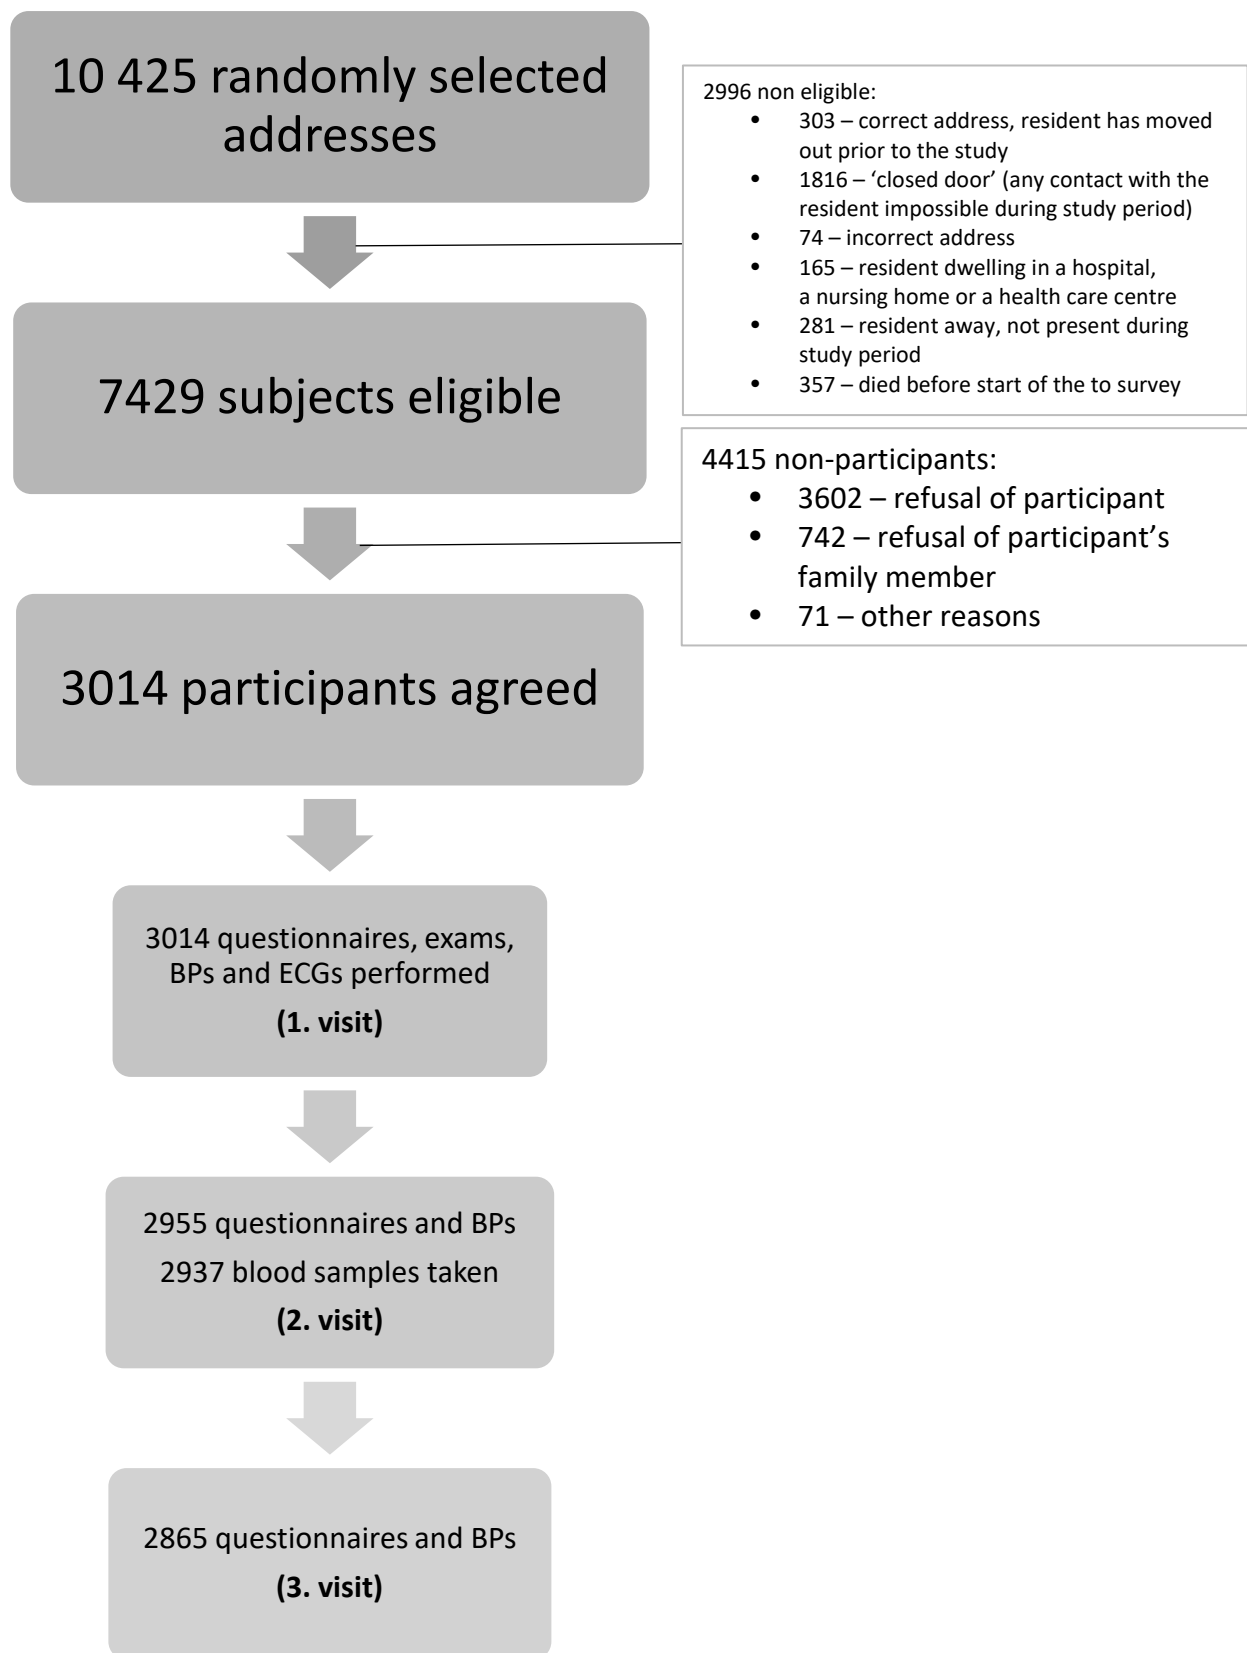 10 425 randomly selected
addresses
2996 non eligible:
• 303 – correct address, resident has moved
out prior to the study
• 1816 – ‘closed door’ (any contact with the
resident impossible during study period)
• 74 – incorrect address
• 165 – resident dwelling in a hospital,
a nursing home or a health care centre
• 281 – resident away, not present during
study period
• 357 – died before start of the to survey
7429 subjects eligible
4415 non-participants:
• 3602 – refusal of participant
• 742 – refusal of participant’s
family member
• 71 – other reasons
3014 participants agreed
3014 questionnaires, exams,
BPs and ECGs performed
(1. visit)
2955 questionnaires and BPs
2937 blood samples taken
(2. visit)
2865 questionnaires and BPs
(3. visit)